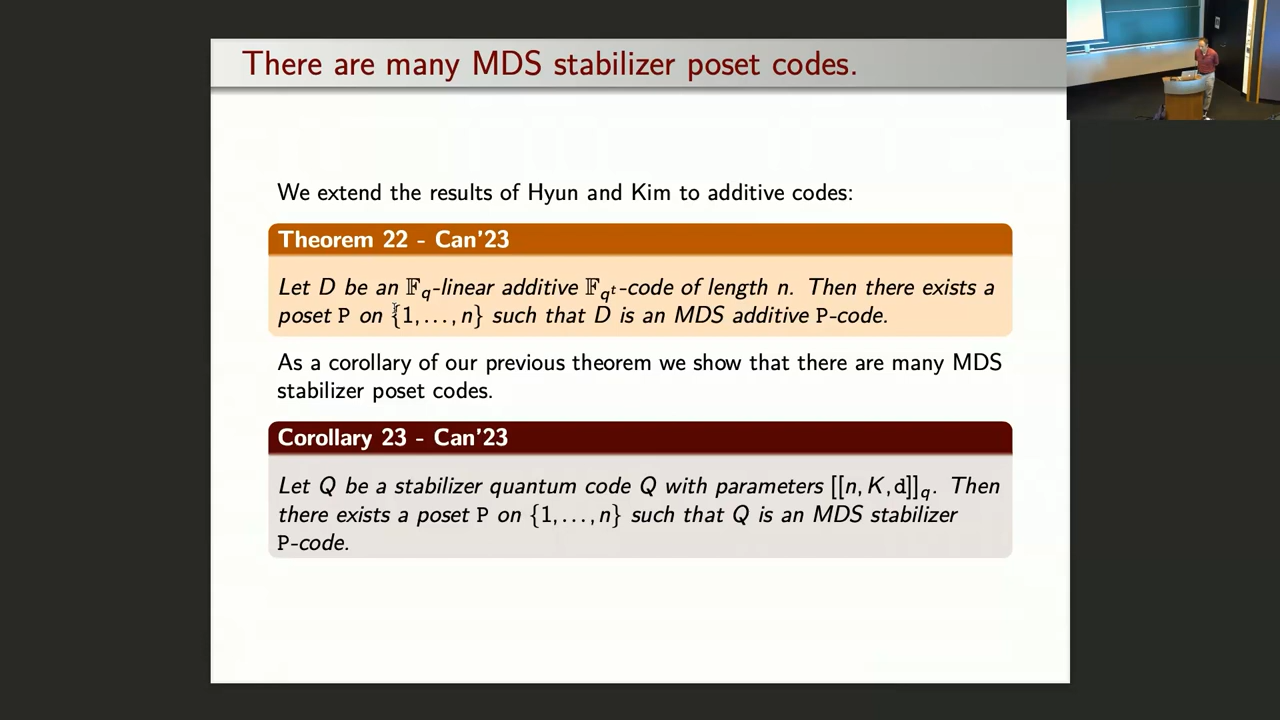 There are many MDS stabilizer poset codes.
We extend the results of Hyun and Kim to additive codes:
Theorem 22 - Can'23
Let D be an 𝔽_q-linear additive 𝔽_{q^t}-code of length n. Then there exists a
poset P on {1, . . . , n} such that D is an MDS additive P-code.
As a corollary of our previous theorem we show that there are many MDS
stabilizer poset codes.
Corollary 23 - Can'23
Let Q be a stabilizer quantum code Q with parameters [[n, K, d]]_q. Then
there exists a poset P on {1, . . . , n} such that Q is an MDS stabilizer
P-code.